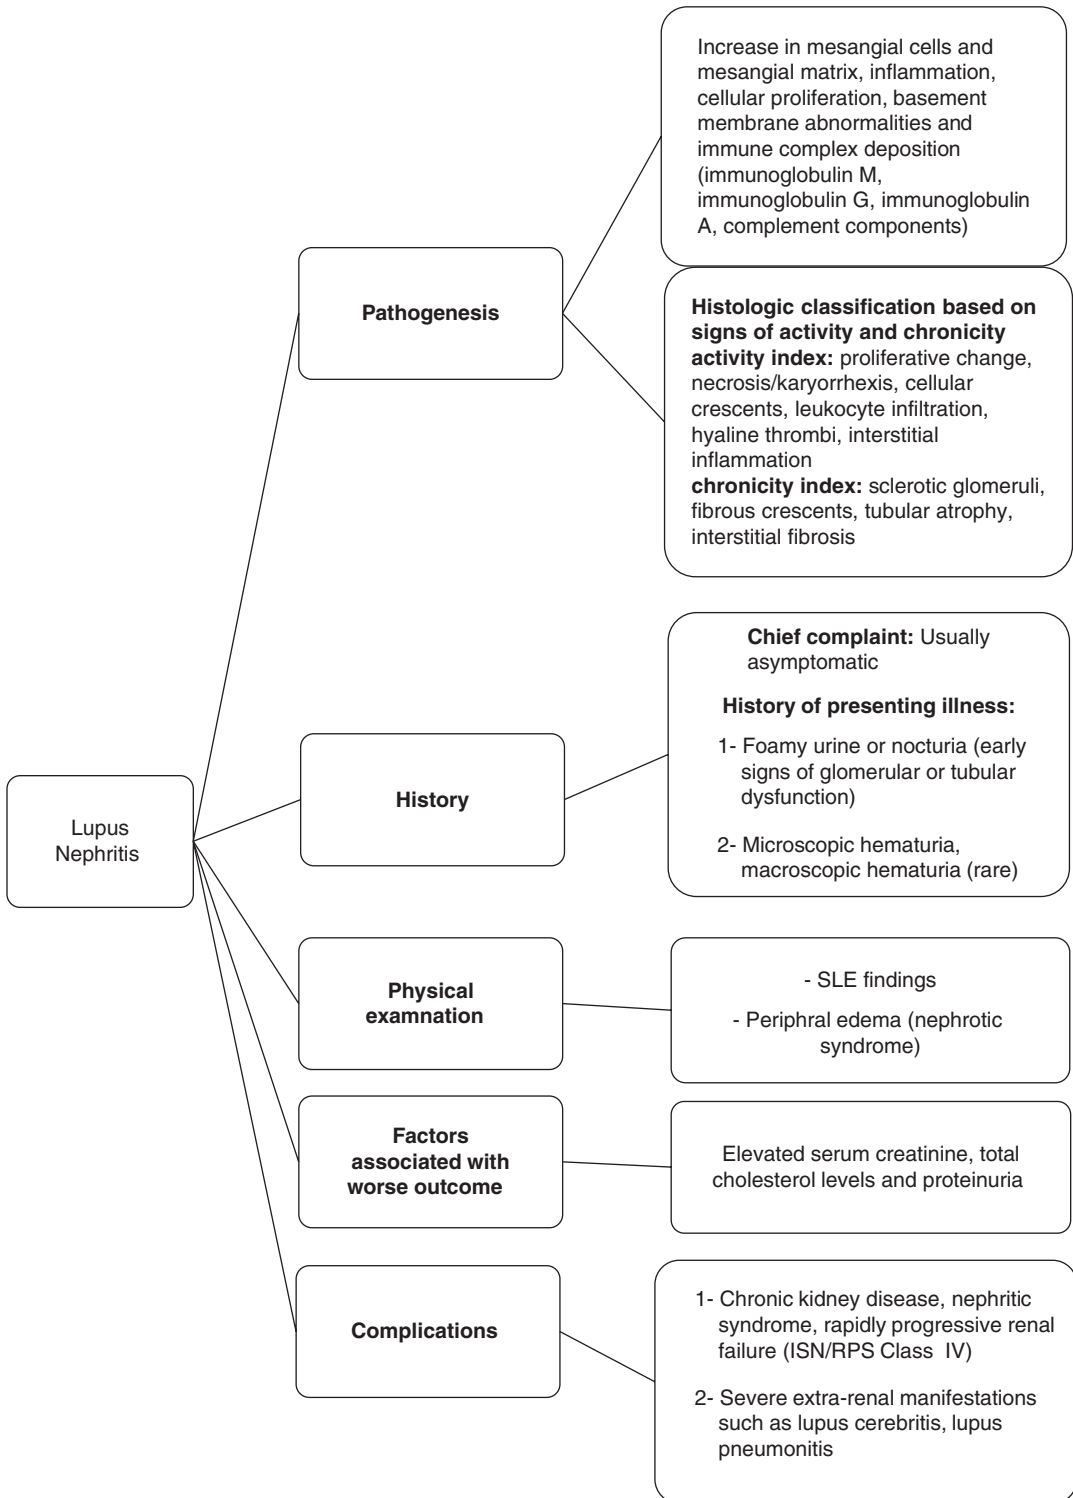 Lupus
Nephritis
Pathogenesis
Increase in mesangial cells and
mesangial matrix, inflammation,
cellular proliferation, basement
membrane abnormalities and
immune complex deposition
(immunoglobulin M,
immunoglobulin G, immunoglobulin
A, complement components)
Histologic classification based on
signs of activity and chronicity
activity index: proliferative change,
necrosis/karyorrhexis, cellular
crescents, leukocyte infiltration,
hyaline thrombi, interstitial
inflammation
chronicity index: sclerotic glomeruli,
fibrous crescents, tubular atrophy,
interstitial fibrosis
History
Chief complaint: Usually
asymptomatic
History of presenting illness:
1- Foamy urine or nocturia (early
signs of glomerular or tubular
dysfunction)
2- Microscopic hematuria,
macroscopic hematuria (rare)
Physical
examnation
- SLE findings
- Periphral edema (nephrotic
syndrome)
Factors
associated with
worse outcome
Elevated serum creatinine, total
cholesterol levels and proteinuria
Complications
1- Chronic kidney disease, nephritic
syndrome, rapidly progressive renal
failure (ISN/RPS Class IV)
2- Severe extra-renal manifestations
such as lupus cerebritis, lupus
pneumonitis